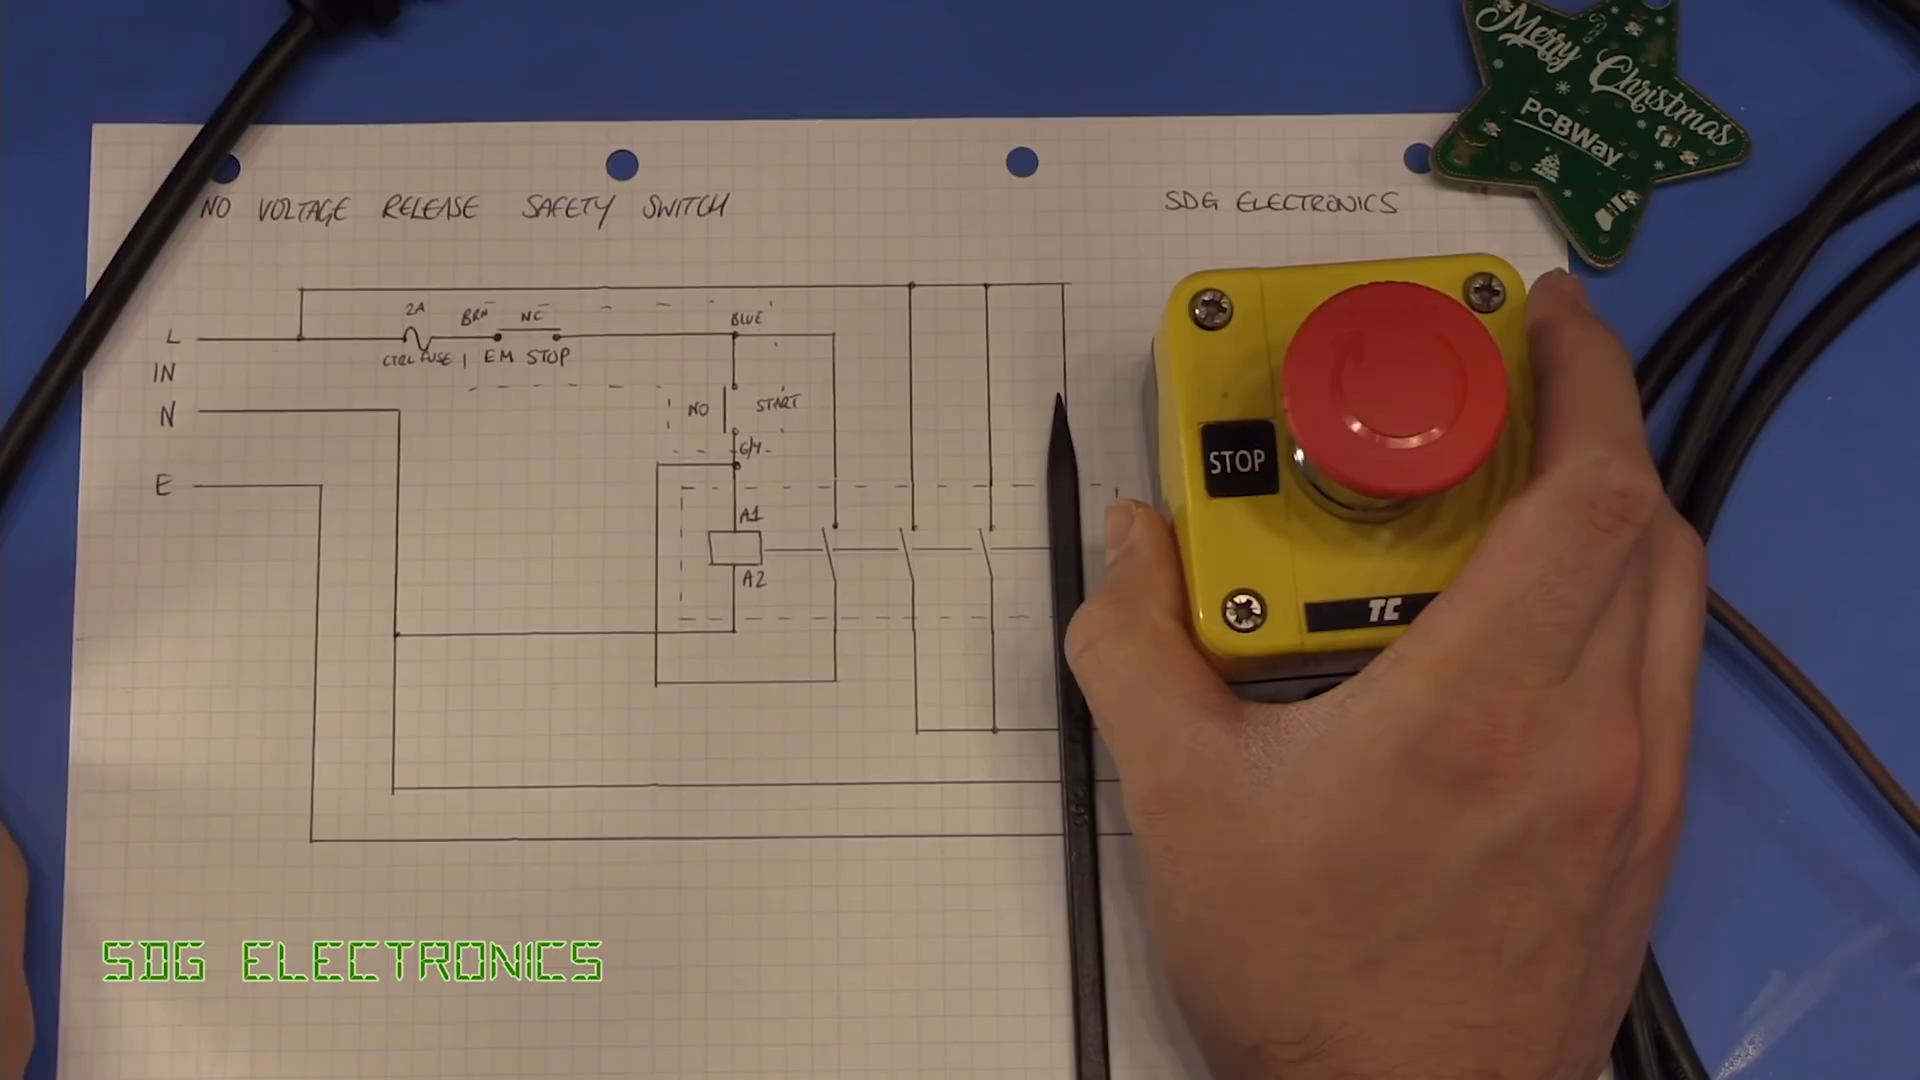 Merry
Christmas
PCBWay
NO VOLTAGE RELEASE SAFETY SWITCH
SDG ELECTRONICS
2A
BRN
NC
BLUE
L
CTRL FUSE 1
EM STOP
IN
N
NO
START
G/Y
STOP
E
A1
A2
TC
SDG ELECTRONICS